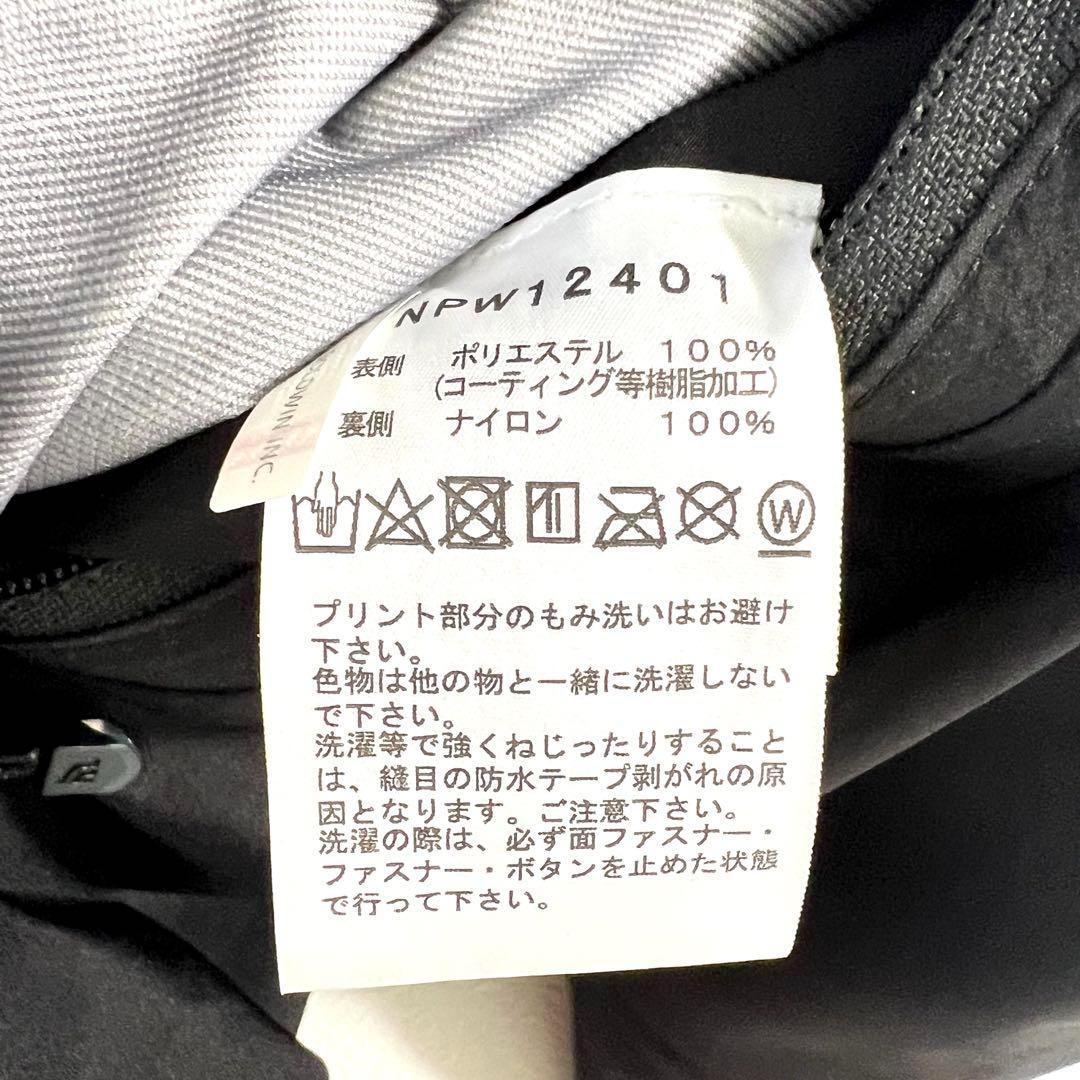 NPW12401
表側 ポリエステル 100%
(コーティング等樹脂加工)
裏側 ナイロン 100%
OWIN INC.
W
プリント部分のもみ洗いはお避け
下さい。
色物は他の物と一緒に洗濯しない
で下さい。
洗濯等で強くねじったりすること
は、縫目の防水テープ剥がれの原
因となります。ご注意下さい。
洗濯の際は、必ず面ファスナー・
ファスナー・ボタンを止めた状態
で行って下さい。